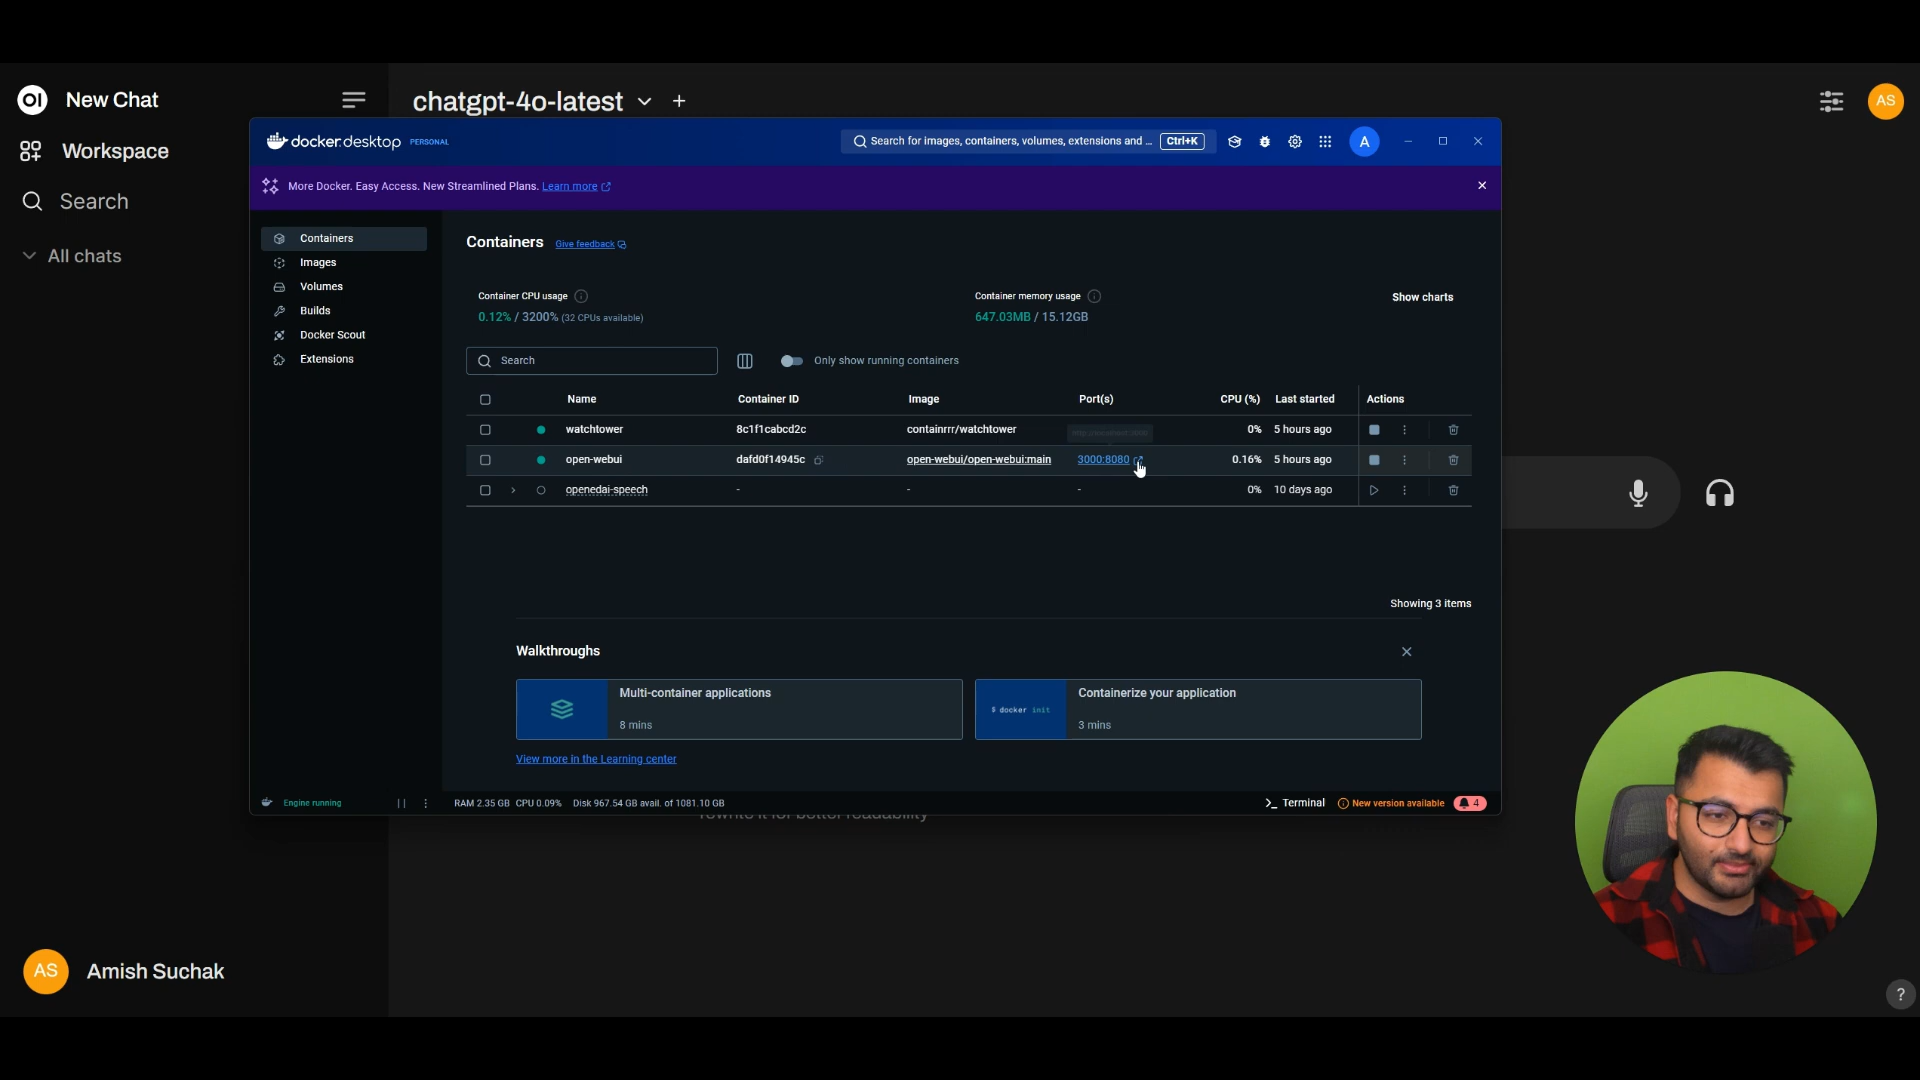 OI New Chat
chatgpt-4o-latest
AS
Workspace
Search
All chats
docker desktop PERSONAL
Search for images, containers, volumes, extensions and ... Ctrl+K
A
More Docker. Easy Access. New Streamlined Plans. Learn more
Containers
Images
Volumes
Builds
Docker Scout
Extensions
Containers Give feedback
Container CPU usage
0.12% / 3200% (32 CPUs available)
Container memory usage
647.03MB / 15.12GB
Show charts
Search
Only show running containers
Name Container ID Image Port(s) CPU (%) Last started Actions
watchtower 8c1f1cabcd2c containrrr/watchtower 0% 5 hours ago
open-webui dafd0f14945c open-webui/open-webui:main 3000:8080 0.16% 5 hours ago
openedai-speech - - - 0% 10 days ago
Showing 3 items
Walkthroughs
Multi-container applications
8 mins
$ docker init
Containerize your application
3 mins
View more in the Learning center
Engine running
RAM 2.35 GB CPU 0.09% Disk 967.54 GB avail. of 1081.10 GB
Terminal New version available 4
rewrite it for better readability
AS Amish Suchak
?